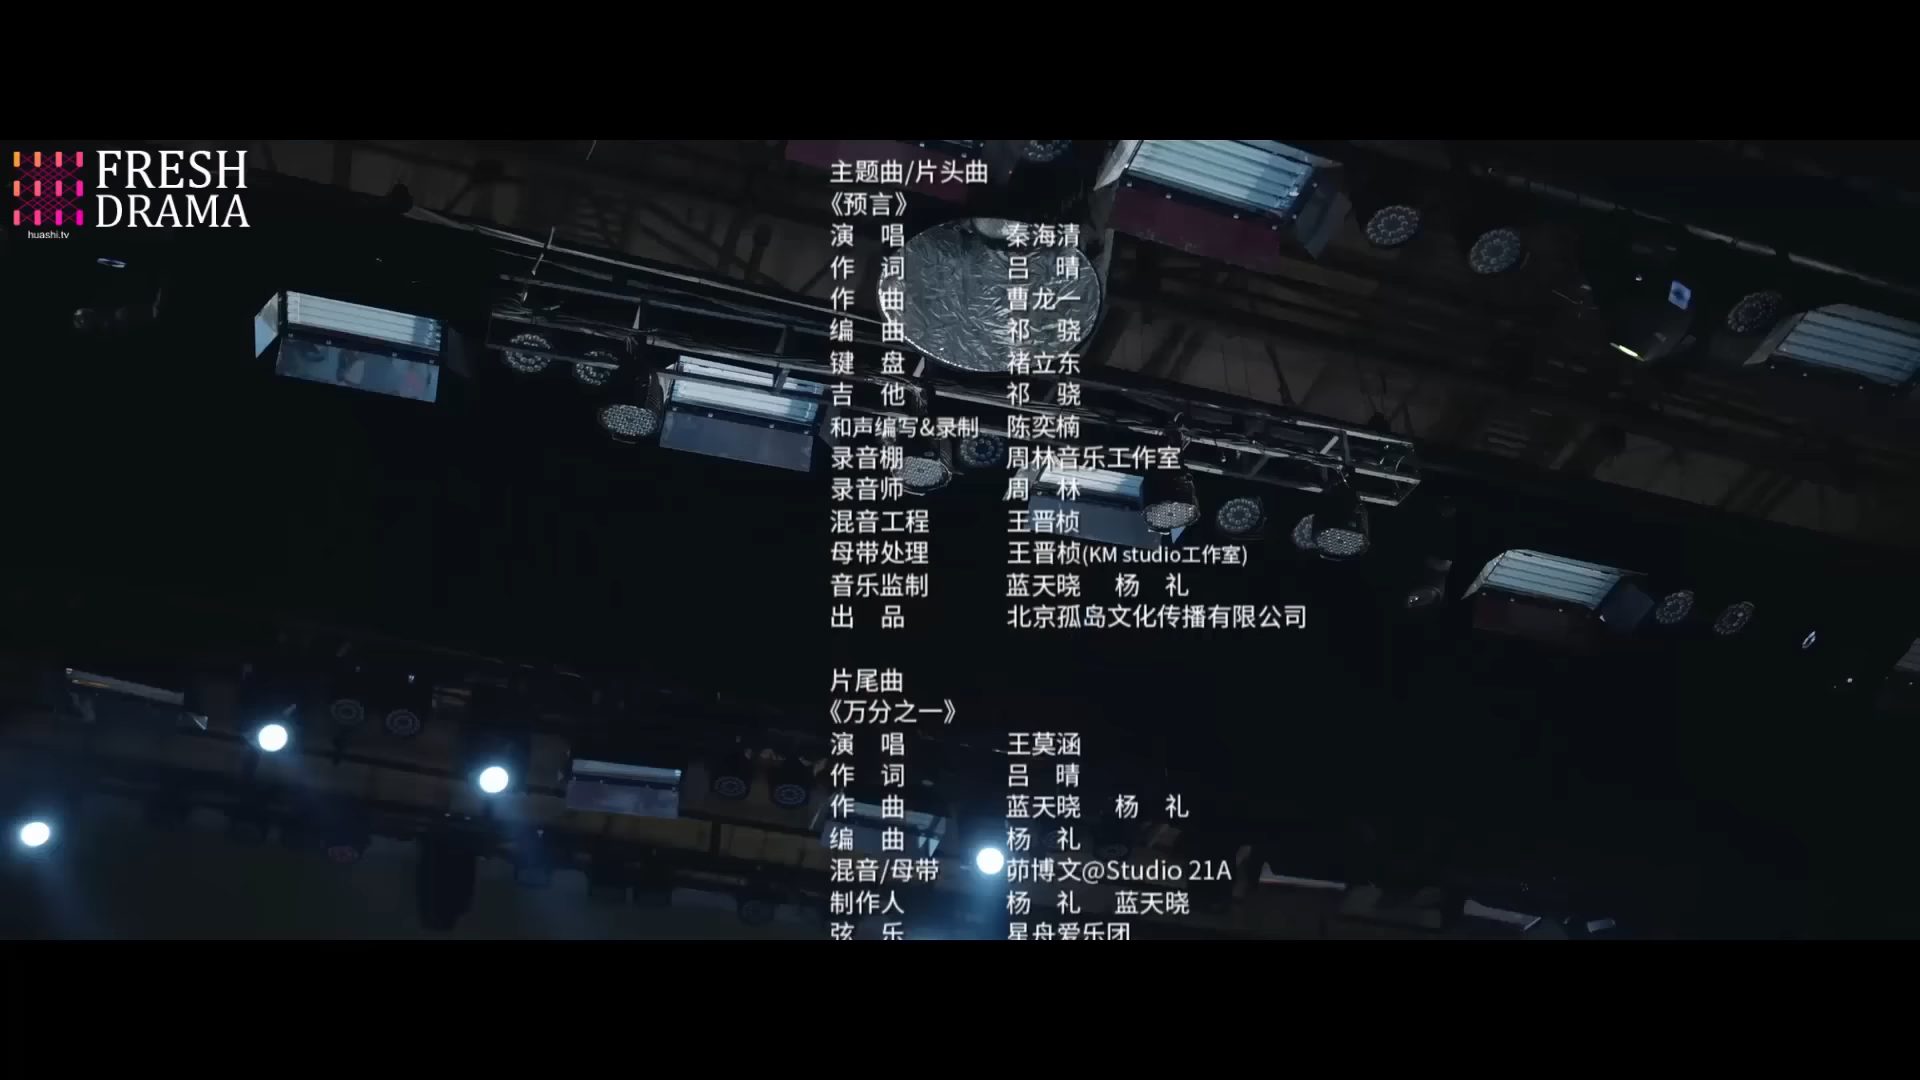 FRESH
DRAMA
huashi.tv
主题曲/片头曲
《预言》
演 唱 秦海清
作 词 吕 晴
作 曲 曹龙一
编 曲 祁 骁
键 盘 褚立东
吉 他 祁 骁
和声编写&录制 陈奕楠
录音棚 周林音乐工作室
录音师 周 林
混音工程 王晋桢
母带处理 王晋桢(KM studio工作室)
音乐监制 蓝天晓 杨 礼
出 品 北京孤岛文化传播有限公司
片尾曲
《万分之一》
演 唱 王莫涵
作 词 吕 晴
作 曲 蓝天晓 杨 礼
编 曲 杨 礼
混音/母带 茆博文@Studio 21A
制作人 杨 礼 蓝天晓
弦 乐 星舟爱乐团